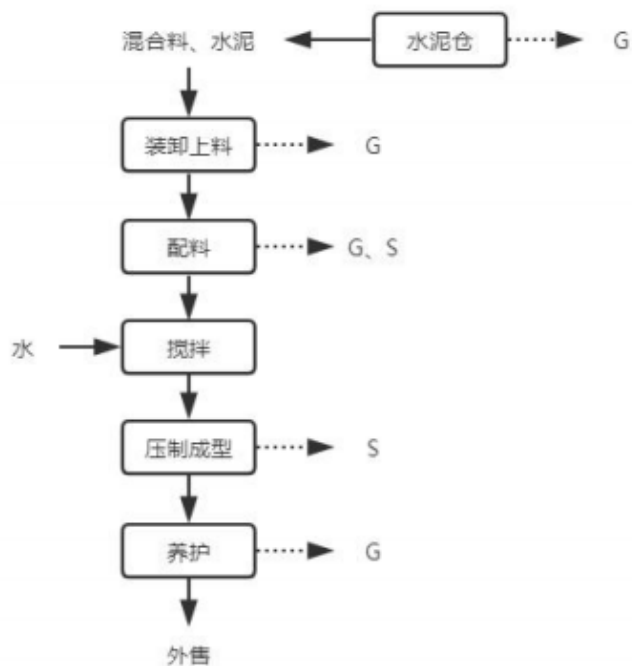 混合料、水泥 水泥仓 G
装卸上料 G
配料 G、S
水 搅拌
压制成型 S
养护 G
外售